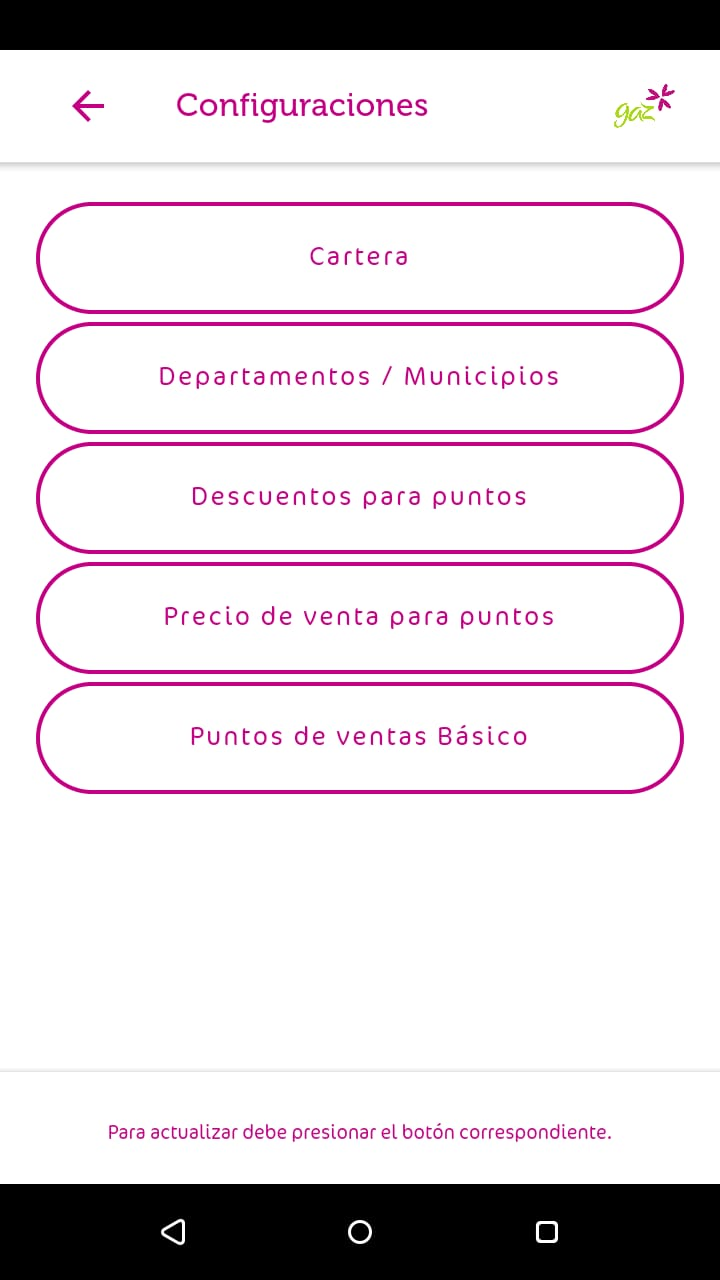 Configuraciones
gaz
Cartera
Departamentos / Municipios
Descuentos para puntos
Precio de venta para puntos
Puntos de ventas Básico
Para actualizar debe presionar el botón correspondiente.